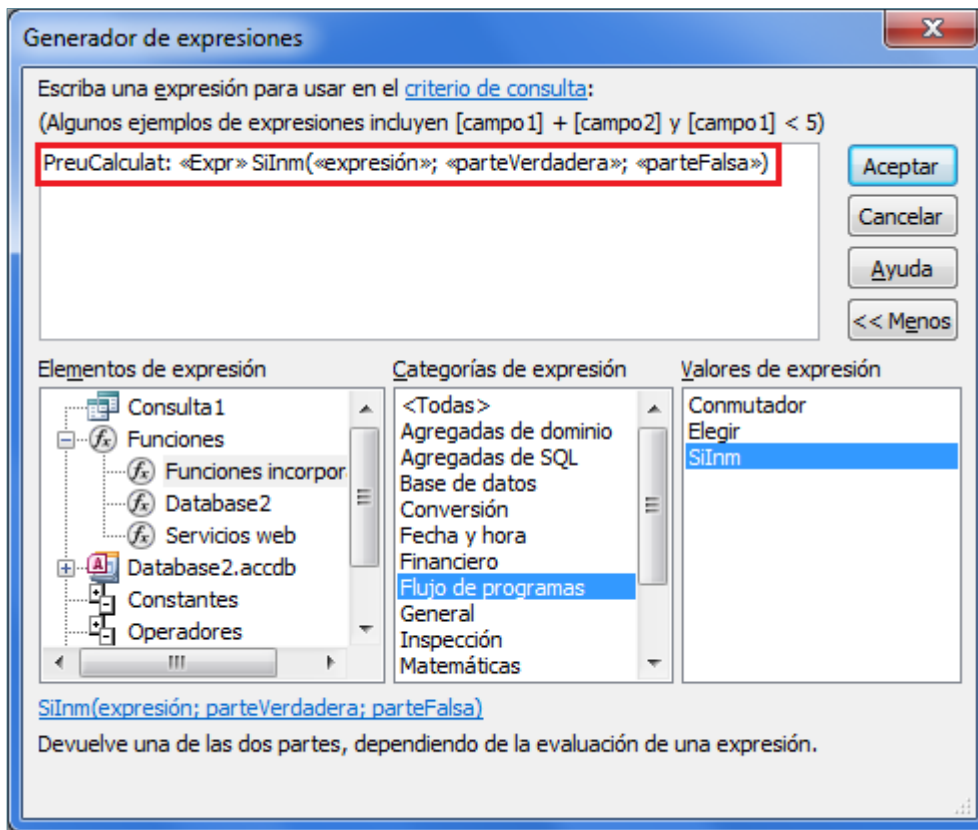 Generador de expresiones
Escriba una expresión para usar en el criterio de consulta:
(Algunos ejemplos de expresiones incluyen [campo1] + [campo2] y [campo1] < 5)
PreuCalculat: «Expr» SiInm(«expresión»; «parteVerdadera»; «parteFalsa»)
Aceptar
Cancelar
Ayuda
<< Menos
Elementos de expresión
Consulta1
Funciones
Funciones incorpor
Database2
Servicios web
Database2.accdb
Constantes
Operadores
Categorías de expresión
<Todas>
Agregadas de dominio
Agregadas de SQL
Base de datos
Conversión
Fecha y hora
Financiero
Flujo de programas
General
Inspección
Matemáticas
Valores de expresión
Conmutador
Elegir
SiInm
SiInm(expresión; parteVerdadera; parteFalsa)
Devuelve una de las dos partes, dependiendo de la evaluación de una expresión.